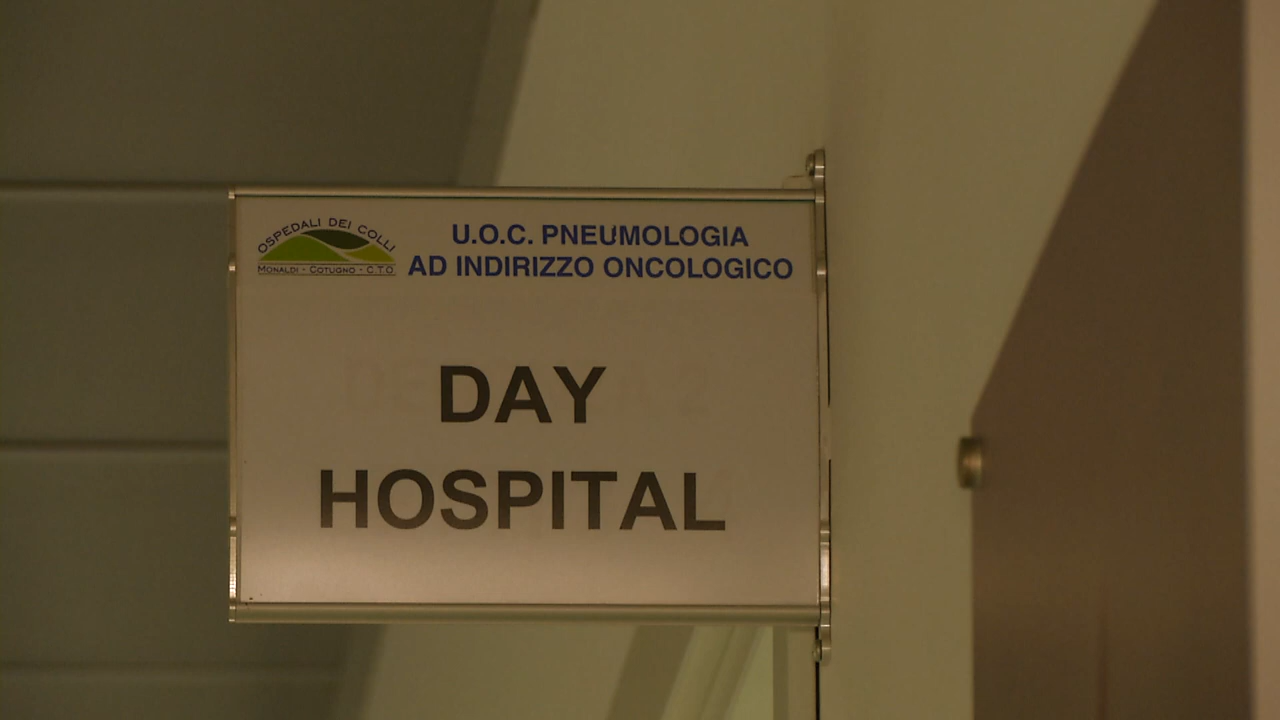 OSPEDALI DEI COLLI
MONALDI - COTUGNO - C.T.O
U.O.C. PNEUMOLOGIA
AD INDIRIZZO ONCOLOGICO
DAY
HOSPITAL